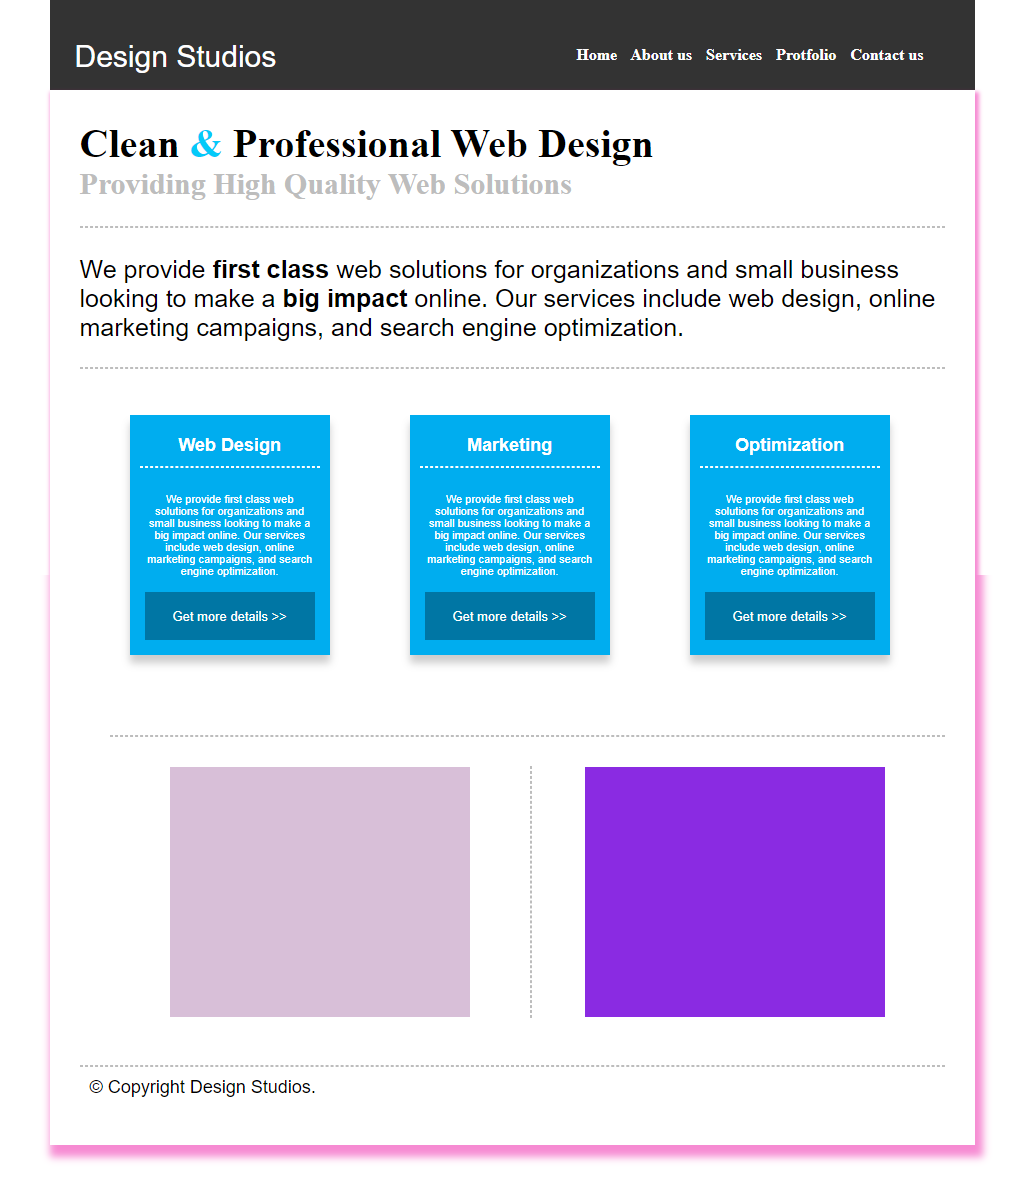 Design Studios
Home About us Services Protfolio Contact us
Clean & Professional Web Design
Providing High Quality Web Solutions
We provide first class web solutions for organizations and small business
looking to make a big impact online. Our services include web design, online
marketing campaigns, and search engine optimization.
Web Design
We provide first class web
solutions for organizations and
small business looking to make a
big impact online. Our services
include web design, online
marketing campaigns, and search
engine optimization.
Get more details >>
Marketing
We provide first class web
solutions for organizations and
small business looking to make a
big impact online. Our services
include web design, online
marketing campaigns, and search
engine optimization.
Get more details >>
Optimization
We provide first class web
solutions for organizations and
small business looking to make a
big impact online. Our services
include web design, online
marketing campaigns, and search
engine optimization.
Get more details >>
© Copyright Design Studios.